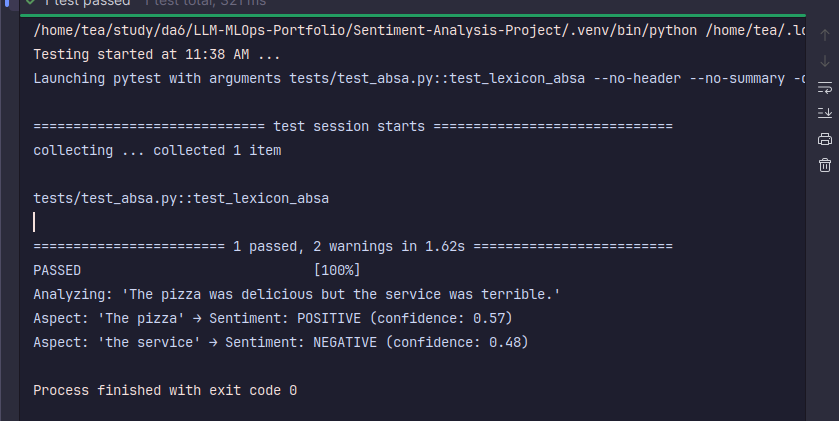 1 test passed 1 test total, 321 ms
/home/tea/study/da6/LLM-MLOps-Portfolio/Sentiment-Analysis-Project/.venv/bin/python /home/tea/.lo
Testing started at 11:38 AM ...
Launching pytest with arguments tests/test_absa.py::test_lexicon_absa --no-header --no-summary -q
============================= test session starts ==============================
collecting ... collected 1 item
tests/test_absa.py::test_lexicon_absa
======================== 1 passed, 2 warnings in 1.62s =========================
PASSED [100%]
Analyzing: 'The pizza was delicious but the service was terrible.'
Aspect: 'The pizza' → Sentiment: POSITIVE (confidence: 0.57)
Aspect: 'the service' → Sentiment: NEGATIVE (confidence: 0.48)
Process finished with exit code 0